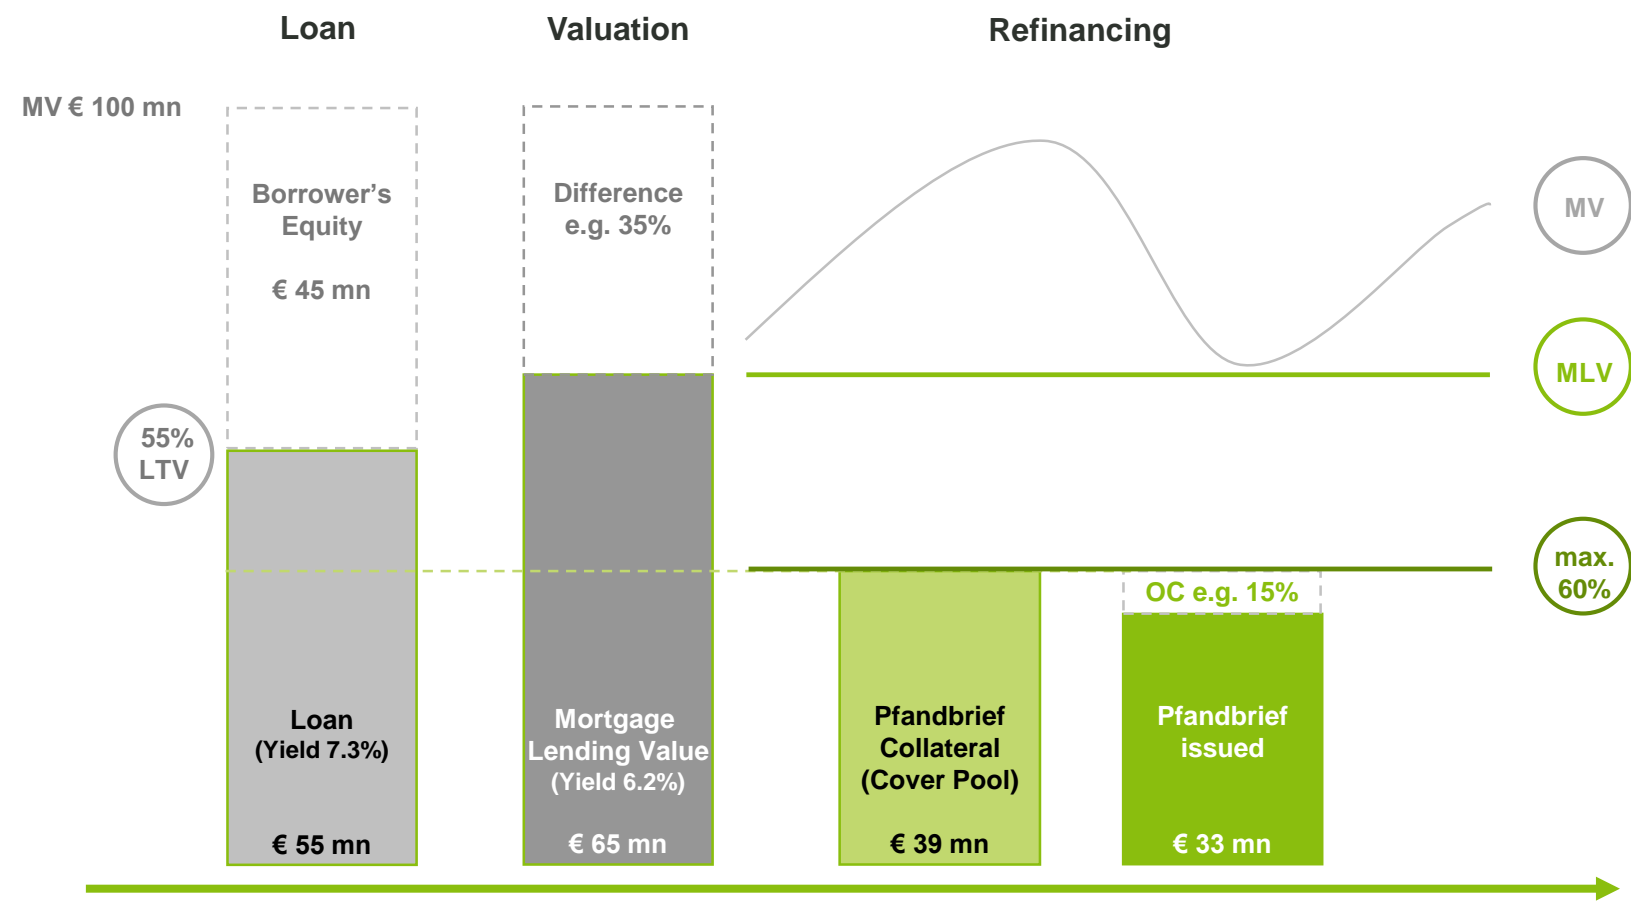 Loan
Valuation
Refinancing
MV € 100 mn
Borrower’s
Equity
€ 45 mn
Difference
e.g. 35%
MV
MLV
55%
LTV
max.
60%
OC e.g. 15%
Loan
(Yield 7.3%)
€ 55 mn
Mortgage
Lending Value
(Yield 6.2%)
€ 65 mn
Pfandbrief
Collateral
(Cover Pool)
€ 39 mn
Pfandbrief
issued
€ 33 mn